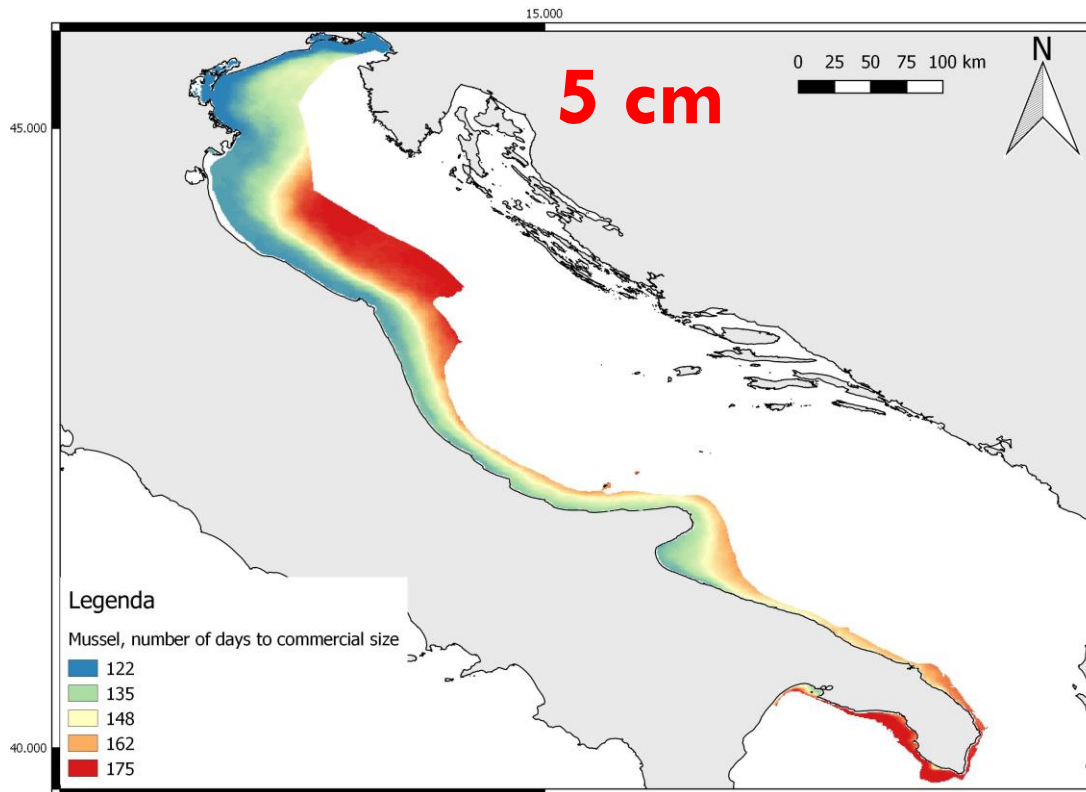 15.000
5 cm
0 25 50 75 100 km
N
45.000
40.000
Legenda
Mussel, number of days to commercial size
122
135
148
162
175